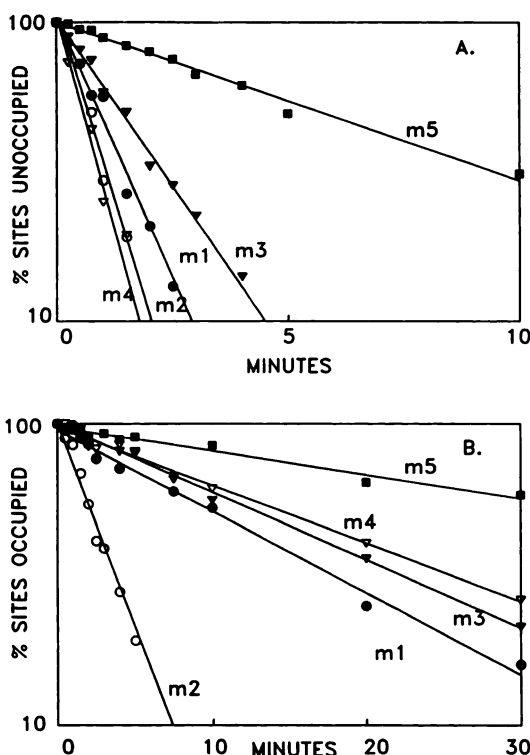 100
A.
% SITES UNOCCUPIED
m5
m3
m1
m2
m4
10
0
5
10
MINUTES
100
B.
% SITES OCCUPIED
m5
m4
m3
m1
m2
10
0
10
20
30
MINUTES